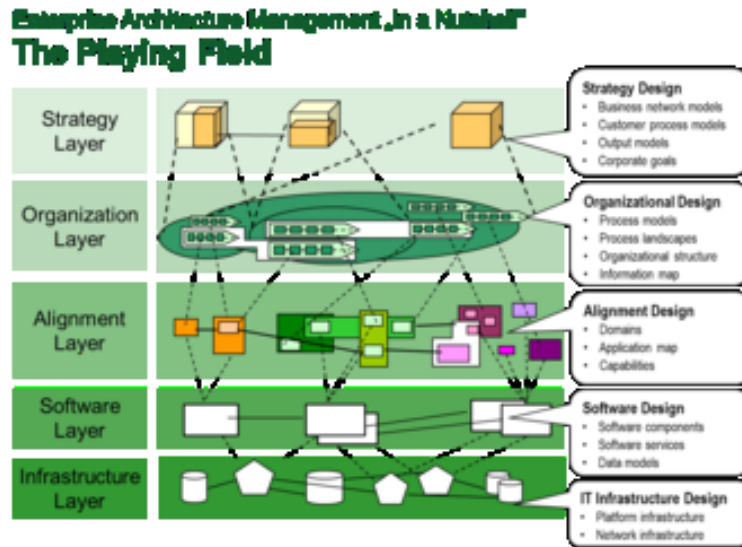 Enterprise Architecture Management „in a Nutshell"
The Playing Field
Strategy
Layer
Strategy Design
• Business network models
• Customer process models
• Output models
• Corporate goals
Organization
Layer
Organizational Design
• Process models
• Process landscapes
• Organizational structure
• Information map
Alignment
Layer
Alignment Design
• Domains
• Application map
• Capabilities
Software
Layer
Software Design
• Software components
• Software services
• Data models
Infrastructure
Layer
IT Infrastructure Design
• Platform infrastructure
• Network infrastructure